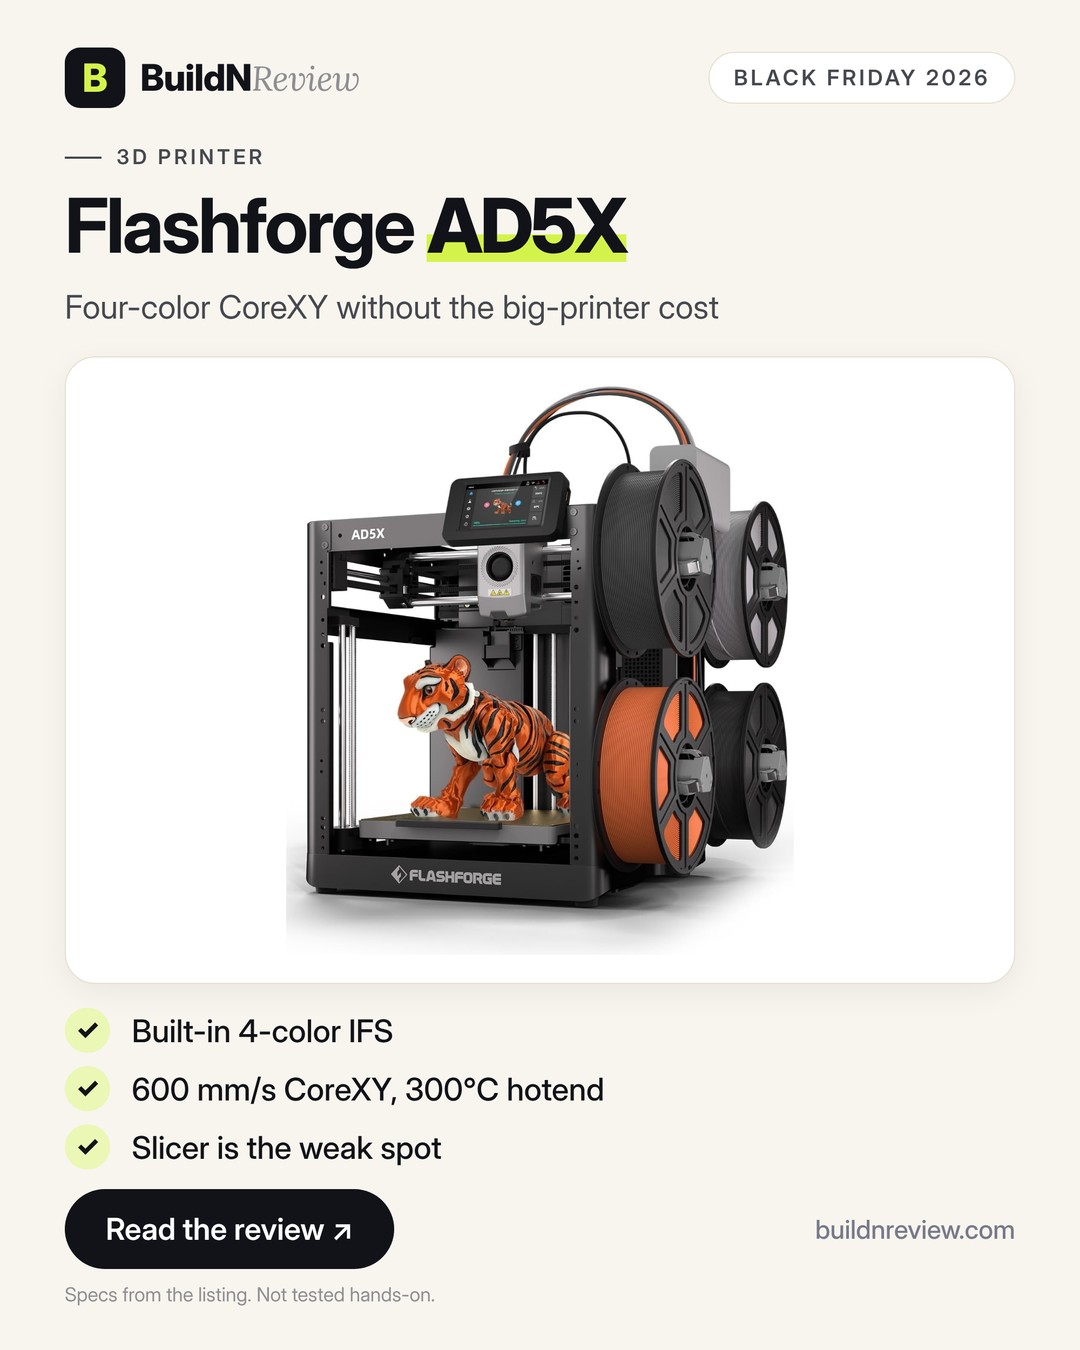 B BuildNReview
BLACK FRIDAY 2026
3D PRINTER
Flashforge AD5X
Four-color CoreXY without the big-printer cost
AD5X
FLASHFORGE
Built-in 4-color IFS
600 mm/s CoreXY, 300°C hotend
Slicer is the weak spot
Read the review ↗
buildnreview.com
Specs from the listing. Not tested hands-on.